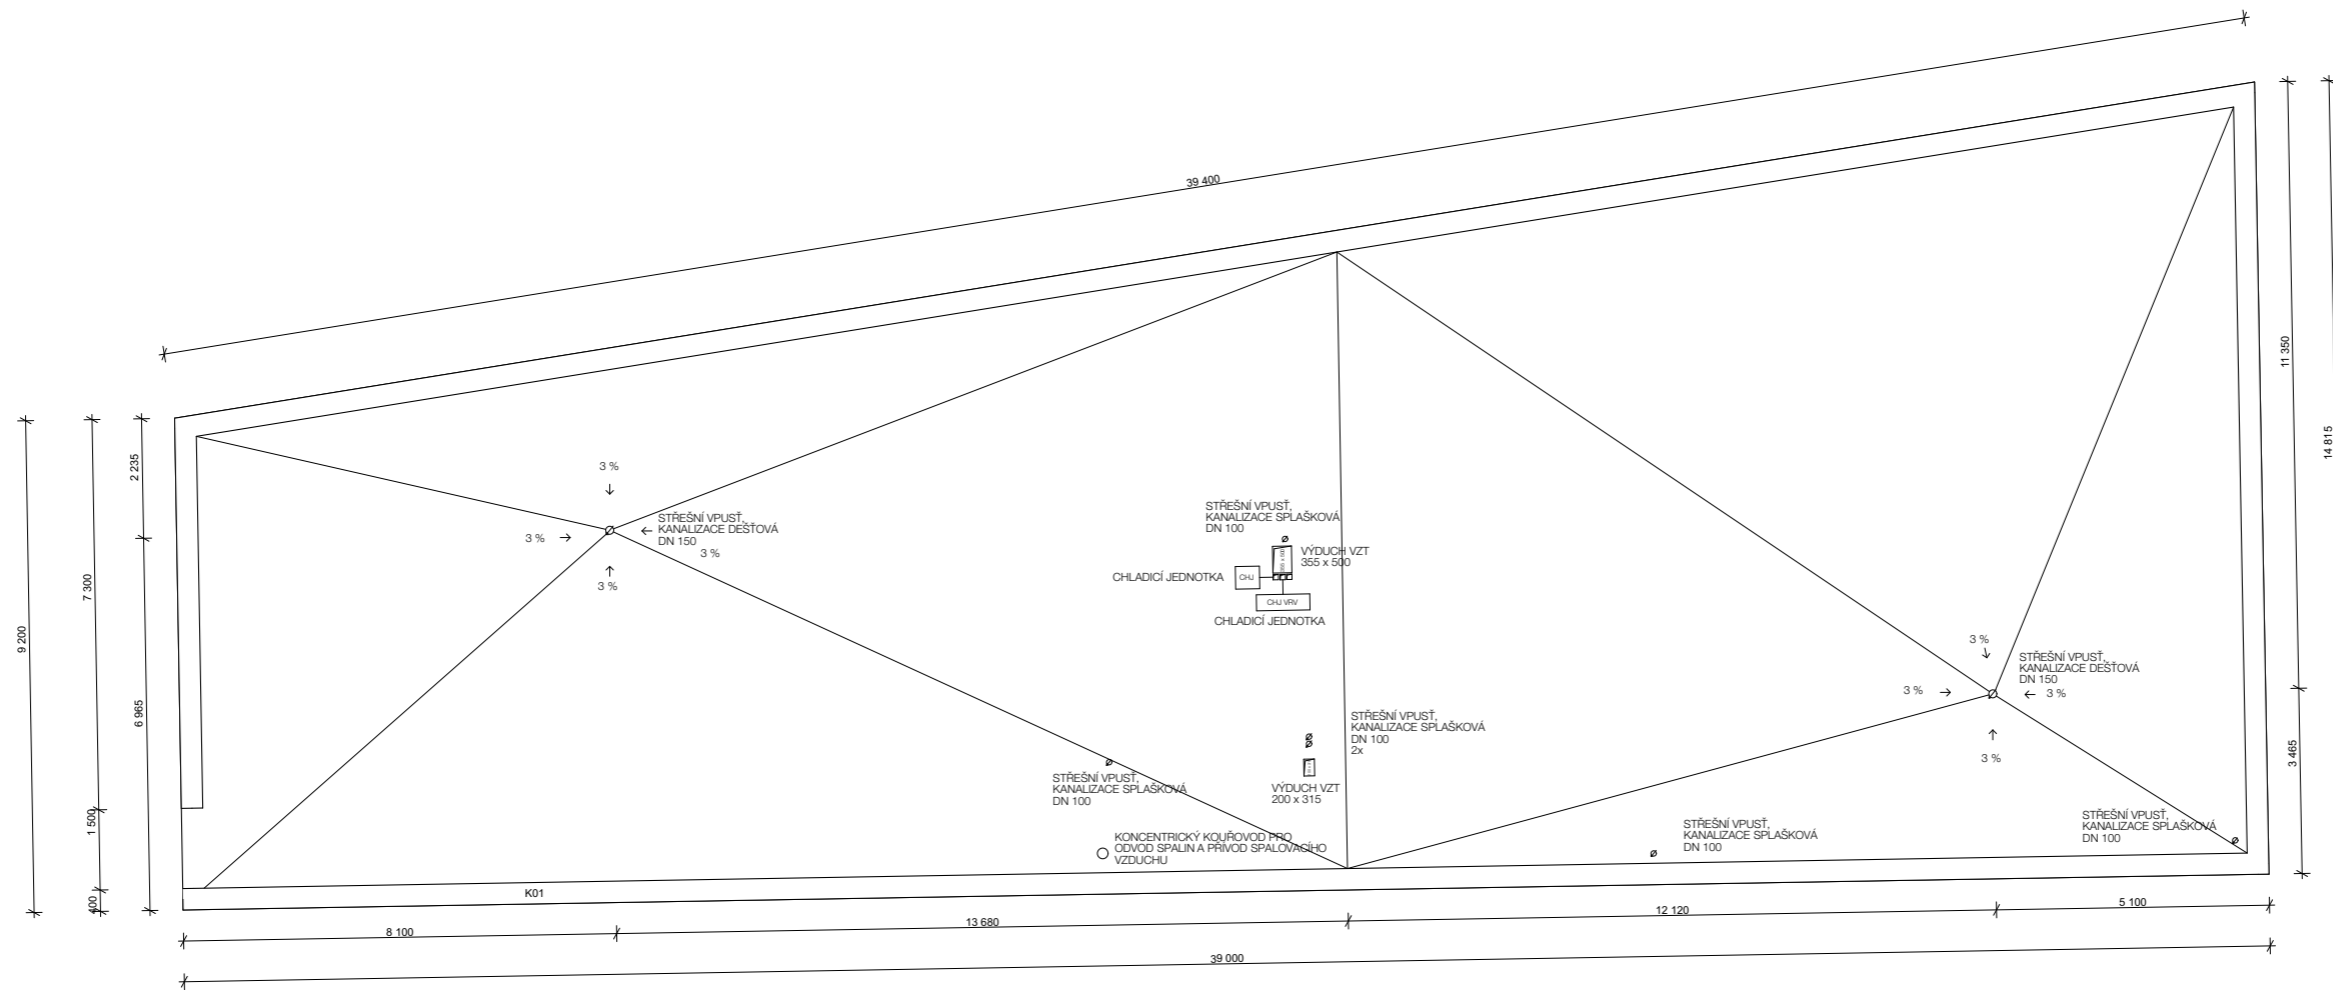 39 400
11 350
14 815
2 235
7 300
9 200
6 965
1 500
400
3 465
3 %
3 %
3 %
3 %
STŘEŠNÍ VPUSŤ,
KANALIZACE DEŠŤOVÁ
DN 150
STŘEŠNÍ VPUSŤ,
KANALIZACE SPLAŠKOVÁ
DN 100
VÝDUCH VZT
355 x 500
355 x 500
CHLADICÍ JEDNOTKA
CHJ
CHJ VRV
CHLADICÍ JEDNOTKA
3 %
3 %
3 %
3 %
STŘEŠNÍ VPUSŤ,
KANALIZACE DEŠŤOVÁ
DN 150
STŘEŠNÍ VPUSŤ,
KANALIZACE SPLAŠKOVÁ
DN 100
2x
VÝDUCH VZT
200 x 315
STŘEŠNÍ VPUSŤ,
KANALIZACE SPLAŠKOVÁ
DN 100
KONCENTRICKÝ KOUŘOVOD PRO
ODVOD SPALIN A PŘÍVOD SPALOVACÍHO
VZDUCHU
STŘEŠNÍ VPUSŤ,
KANALIZACE SPLAŠKOVÁ
DN 100
STŘEŠNÍ VPUSŤ,
KANALIZACE SPLAŠKOVÁ
DN 100
K01
8 100
13 680
12 120
5 100
39 000